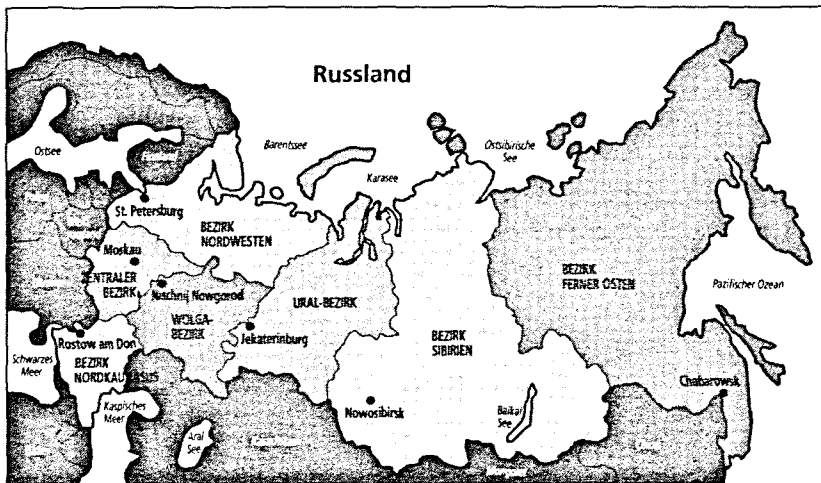 Russland
Ostsee
Barentssee
Ostsibirische
See
Karasee
St. Petersburg
BEZIRK
NORDWESTEN
Moskau
ZENTRALER
BEZIRK
Nischnij Nowgorod
WOLGA-
BEZIRK
URAL-BEZIRK
Jekaterinburg
BEZIRK
SIBIRIEN
BEZIRK
FERNER OSTEN
Pazifischer Ozean
Rostow am Don
BEZIRK
NORDKAUKASUS
Schwarzes
Meer
Kaspisches
Meer
Aral
See
Nowosibirsk
Baikal
See
Chabarowsk